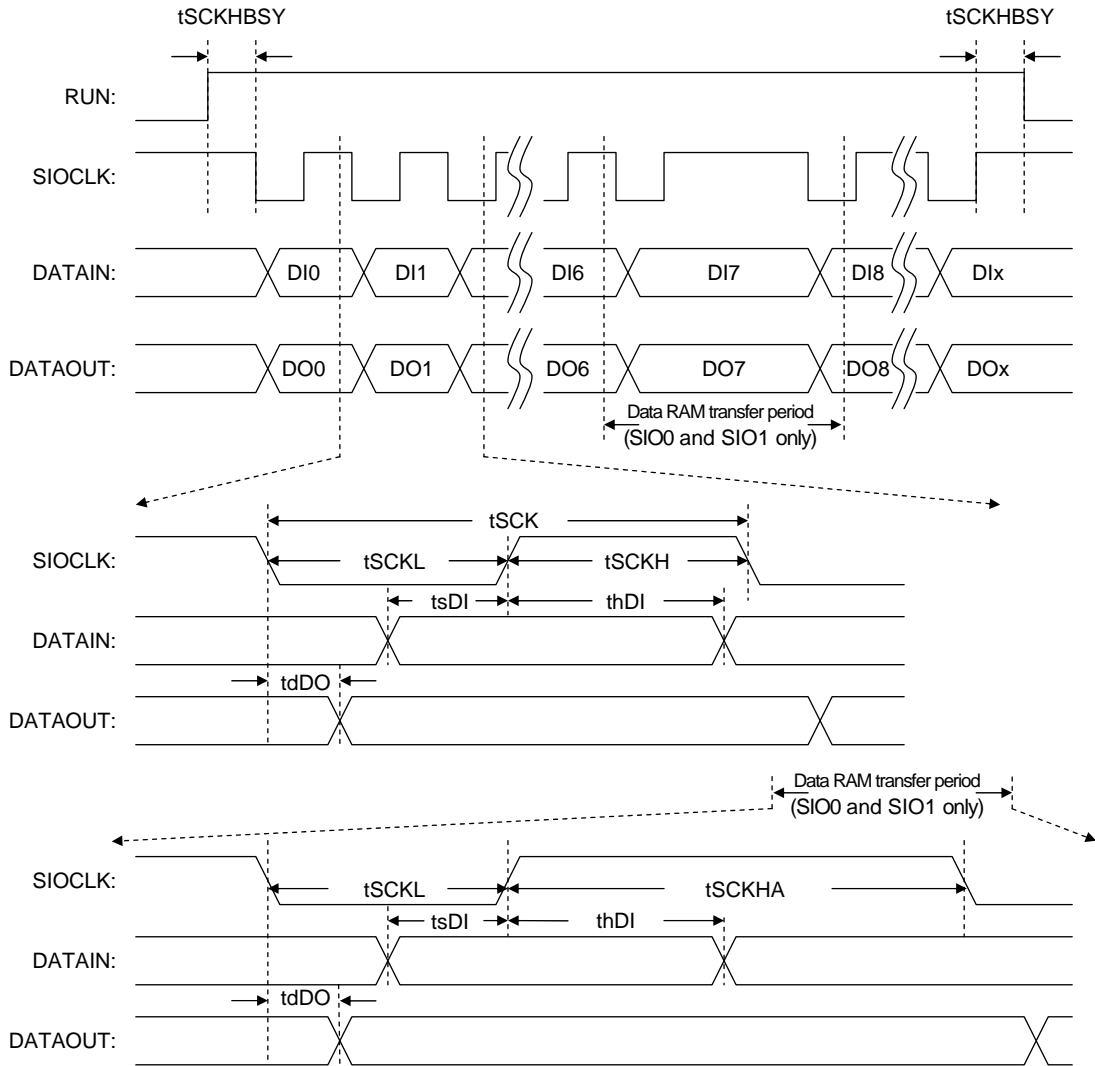 tSCKHBSY tSCKHBSY
RUN:
SIOCLK:
DATAIN: DI0 DI1 DI6 DI7 DI8 DIx
DATAOUT: DO0 DO1 DO6 DO7 DO8 DOx
Data RAM transfer period
(SIO0 and SIO1 only)
tSCK
SIOCLK: tSCKL tSCKH
tsDI thDI
DATAIN:
tdDO
DATAOUT:
Data RAM transfer period
(SIO0 and SIO1 only)
SIOCLK: tSCKL tSCKHA
tsDI thDI
DATAIN:
tdDO
DATAOUT: